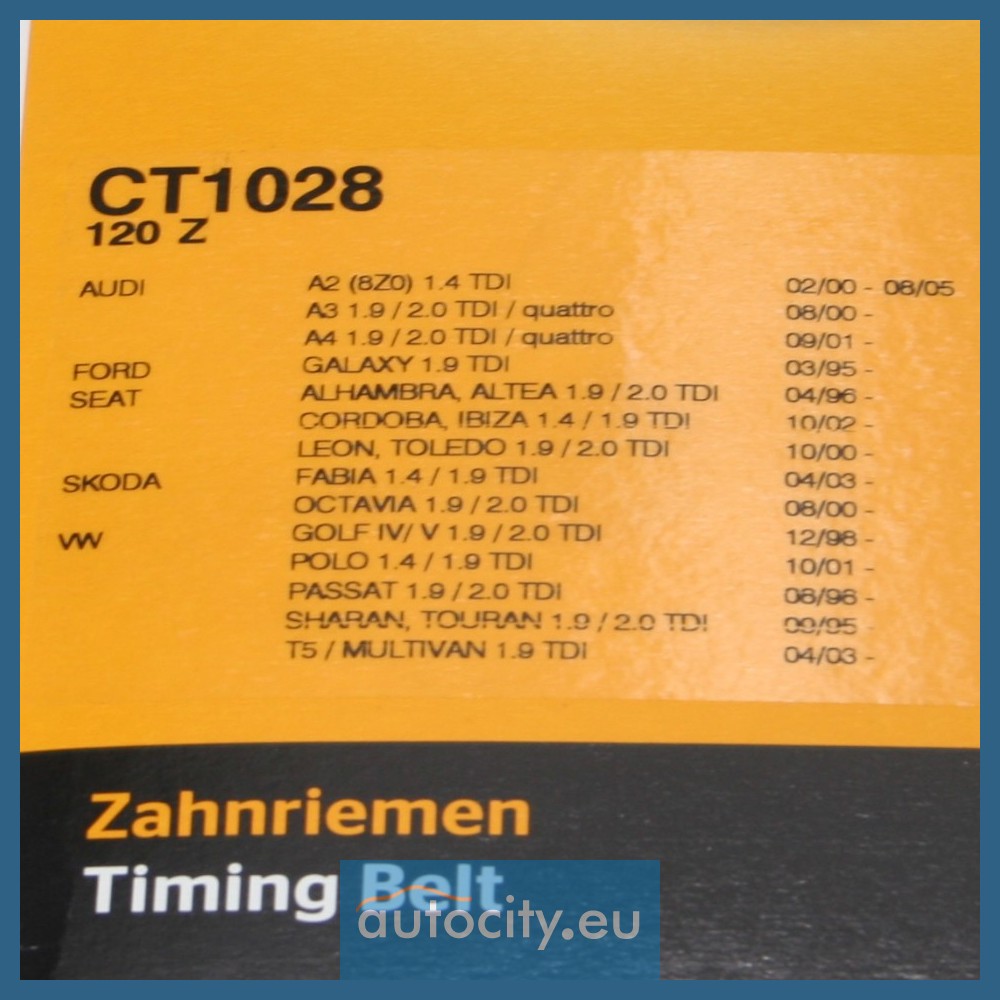 CT1028
120 Z
AUDI A2 (8Z0) 1.4 TDI 02/00 - 08/05
A3 1.9 / 2.0 TDI / quattro 08/00 -
A4 1.9 / 2.0 TDI / quattro 09/01 -
FORD GALAXY 1.9 TDI 03/95 -
SEAT ALHAMBRA, ALTEA 1.9 / 2.0 TDI 04/96 -
CORDOBA, IBIZA 1.4 / 1.9 TDI 10/02 -
LEON, TOLEDO 1.9 / 2.0 TDI 10/00 -
SKODA FABIA 1.4 / 1.9 TDI 04/03 -
OCTAVIA 1.9 / 2.0 TDI 08/00 -
VW GOLF IV/ V 1.9 / 2.0 TDI 12/98 -
POLO 1.4 / 1.9 TDI 10/01 -
PASSAT 1.9 / 2.0 TDI 06/98 -
SHARAN, TOURAN 1.9 / 2.0 TDI 09/95 -
T5 / MULTIVAN 1.9 TDI 04/03 -
Zahnriemen
Timing Belt
autocity.eu